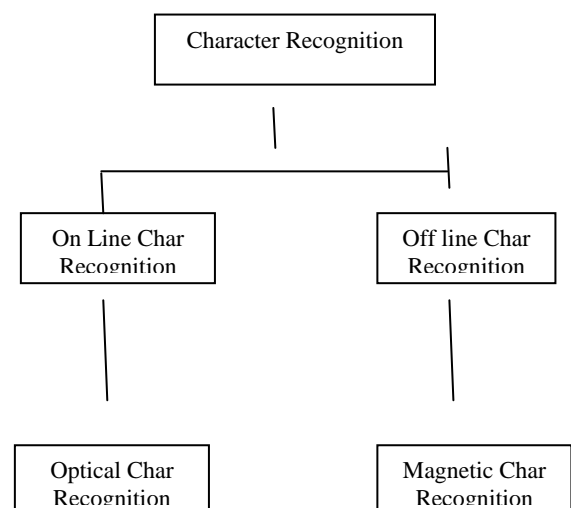 Character Recognition
On Line Char
Recognition
Off line Char
Recognition
Optical Char
Recognition
Magnetic Char
Recognition